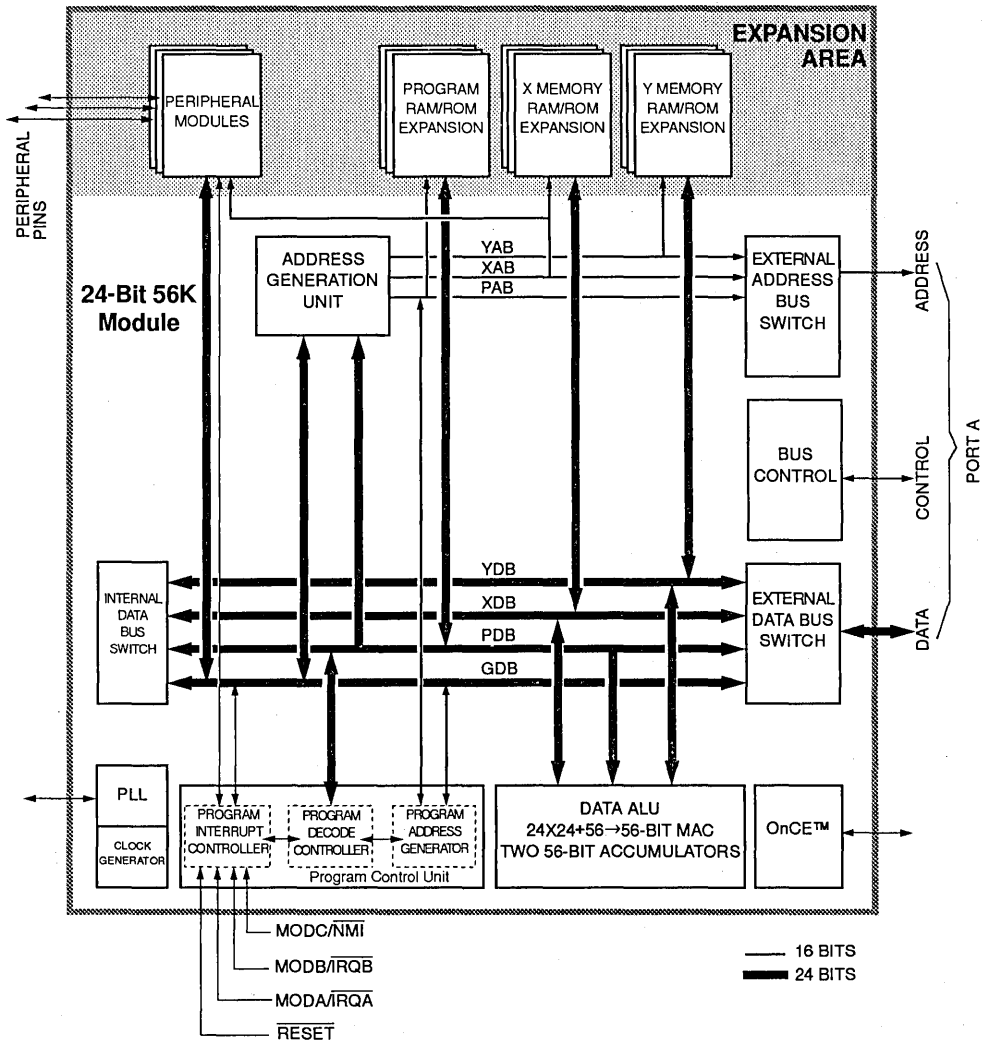 EXPANSION
AREA
PERIPHERAL
MODULES
PROGRAM
RAM/ROM
EXPANSION
X MEMORY
RAM/ROM
EXPANSION
Y MEMORY
RAM/ROM
EXPANSION
PERIPHERAL
PINS
24-Bit 56K
Module
ADDRESS
GENERATION
UNIT
YAB
XAB
PAB
EXTERNAL
ADDRESS
BUS
SWITCH
ADDRESS
BUS
CONTROL
CONTROL
PORT A
INTERNAL
DATA
BUS
SWITCH
YDB
XDB
PDB
GDB
EXTERNAL
DATA BUS
SWITCH
DATA
PLL
CLOCK
GENERATOR
PROGRAM
INTERRUPT
CONTROLLER
PROGRAM
DECODE
CONTROLLER
PROGRAM
ADDRESS
GENERATOR
Program Control Unit
DATA ALU
24X24+56→56-BIT MAC
TWO 56-BIT ACCUMULATORS
OnCE™
MODC/N̅M̅I̅
MODB/I̅R̅Q̅B̅
MODA/I̅R̅Q̅A̅
R̅E̅S̅E̅T̅
16 BITS
24 BITS